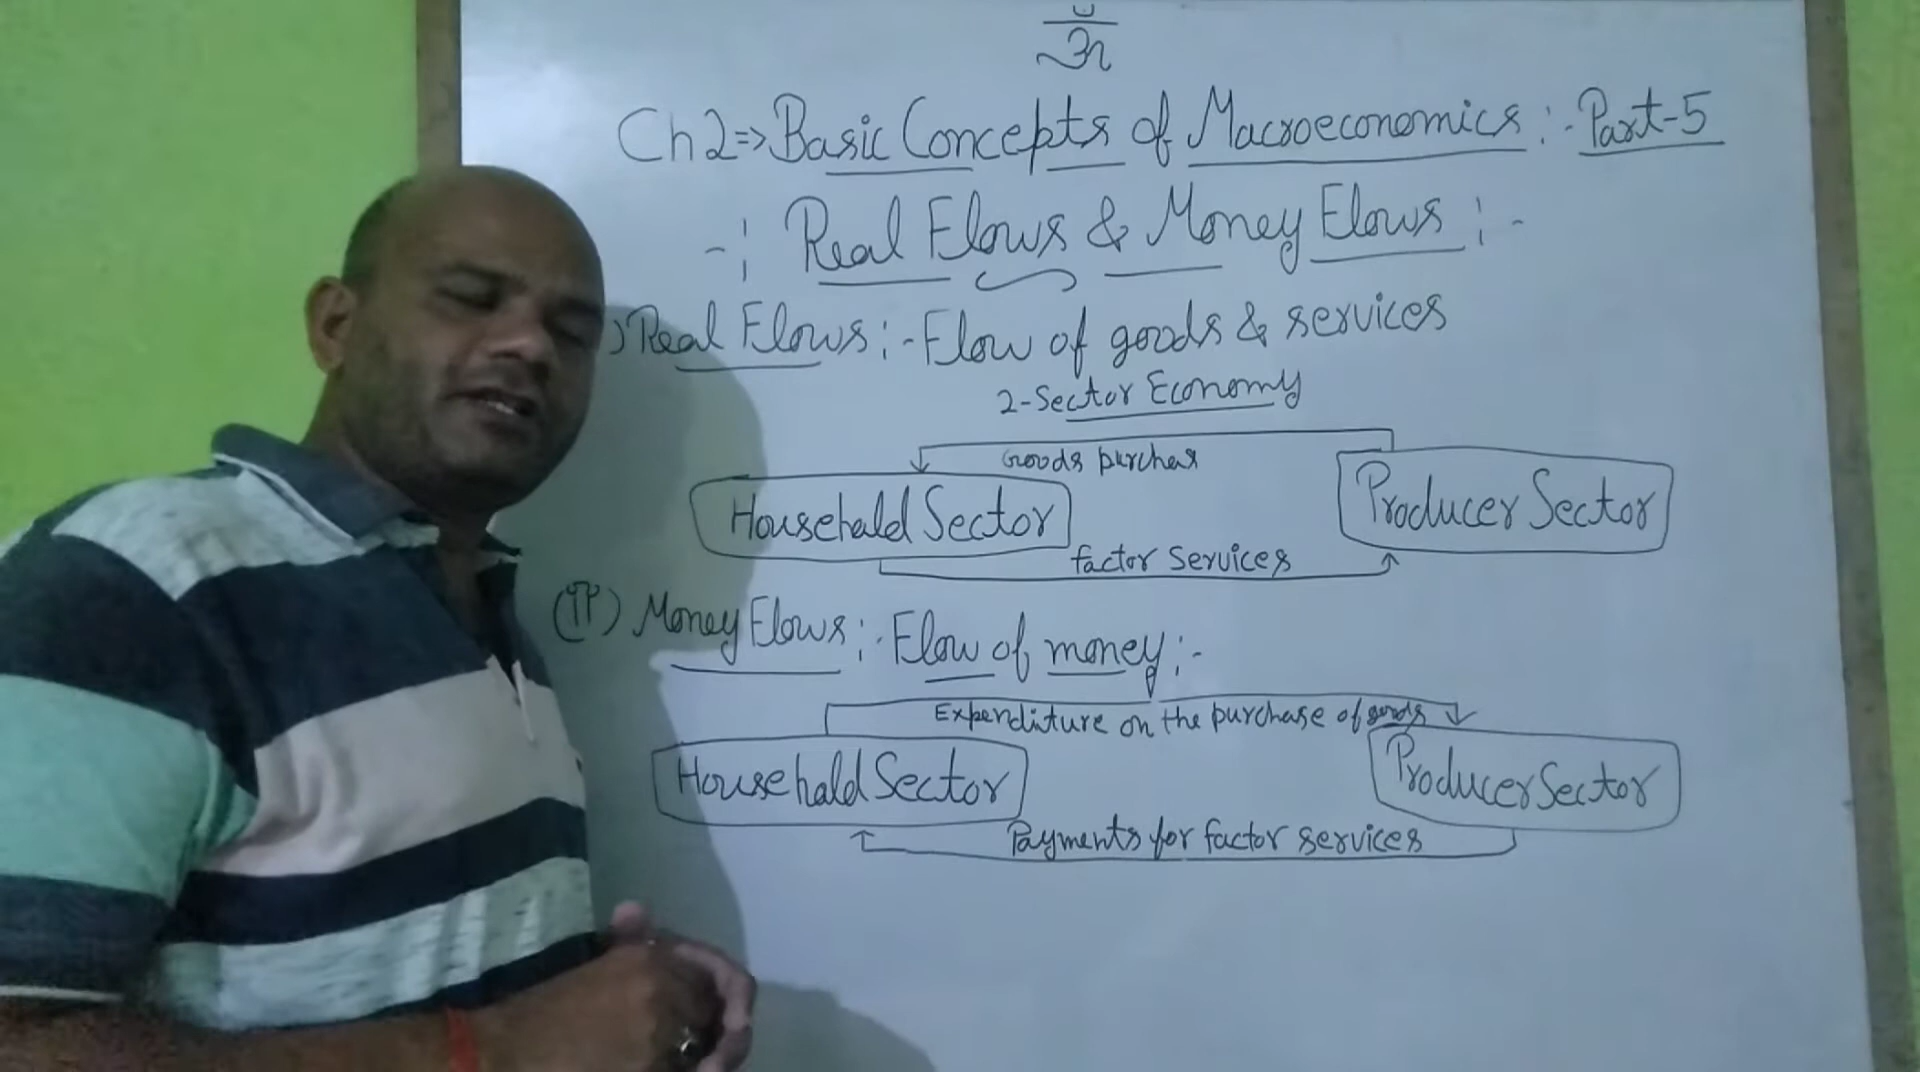 Ch2=> Basic Concepts of Macroeconomics :- Part-5
-: Real Flows & Money Flows :-
) Real Flows :- Flow of goods & services
2-Sector Economy
Goods purchas
Household Sector
Producer Sector
factor services
(ii) Money Flows :- Flow of money :-
Expenditure on the purchase of goods
Household Sector
Producer Sector
Payments for factor services